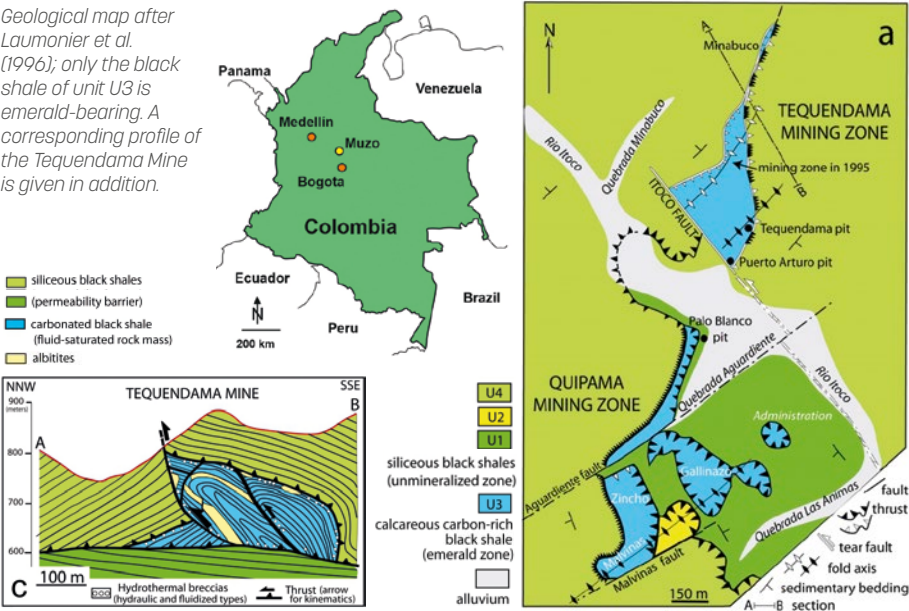 Geological map after
Laumonier et al.
(1996); only the black
shale of unit U3 is
emerald-bearing. A
corresponding profile of
the Tequendama Mine
is given in addition.
Panama
Venezuela
Medellín
Muzo
Bogota
Colombia
Ecuador
Brazil
Peru
N
200 km
siliceous black shales
(permeability barrier)
carbonated black shale
(fluid-saturated rock mass)
albitites
NNW
TEQUENDAMA MINE
SSE
900
(meters)
A
B
800
700
600
C
100 m
Hydrothermal breccias
(hydraulic and fluidized types)
Thrust (arrow
for kinematics)
U4
U2
U1
siliceous black shales
(unmineralized zone)
U3
calcareous carbon-rich
black shale
(emerald zone)
alluvium
a
N
A
Minabuco
TEQUENDAMA
MINING ZONE
Rio Itoco
Quebrada Minabuco
mining zone in 1995
B
ITOCO FAULT
Tequendama pit
Puerto Arturo pit
Palo Blanco
pit
QUIPAMA
MINING ZONE
Quebrada Aguardiente
Rio Itoco
Administration
Aguardiente fault
Gallinazo
Zincho
Quebrada Las Animas
Malvinas
Malvinas fault
150 m
fault
thrust
tear fault
fold axis
sedimentary bedding
A B section